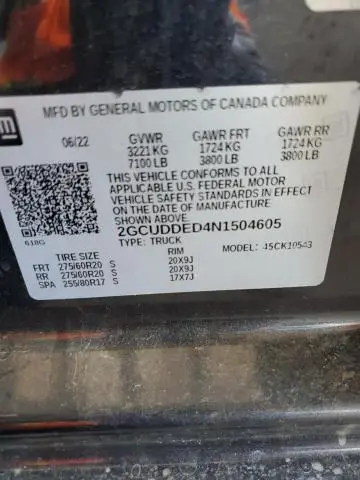 gm
MFD BY GENERAL MOTORS OF CANADA COMPANY
06/22 GVWR GAWR FRT GAWR RR
3221 KG 1724 KG 1724 KG
7100 LB 3800 LB 3800 LB
THIS VEHICLE CONFORMS TO ALL
APPLICABLE U.S. FEDERAL MOTOR
VEHICLE SAFETY STANDARDS IN
EFFECT ON THE DATE OF MANUFACTURE
SHOWN ABOVE.
2GCUDDED4N1504605
618G TYPE: TRUCK MODEL: 45CK10543
TIRE SIZE RIM
FRT 275/60R20 S 20X9J
RR 275/60R20 S 20X9J
SPA 255/80R17 S 17X7J